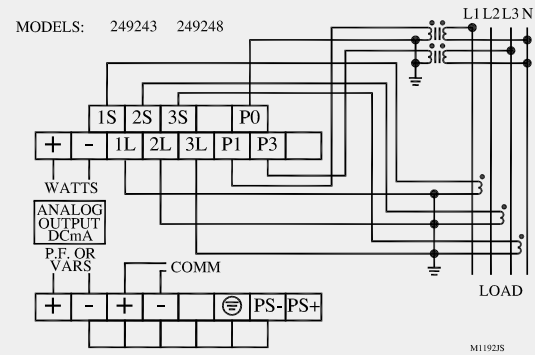 MODELS: 249243 249248
L1 L2 L3 N
1S 2S 3S P0
+ - 1L 2L 3L P1 P3
WATTS
ANALOG
OUTPUT
DCmA
P.F. OR
VARS
COMM
+ - + - PS- PS+
LOAD
M1192JS